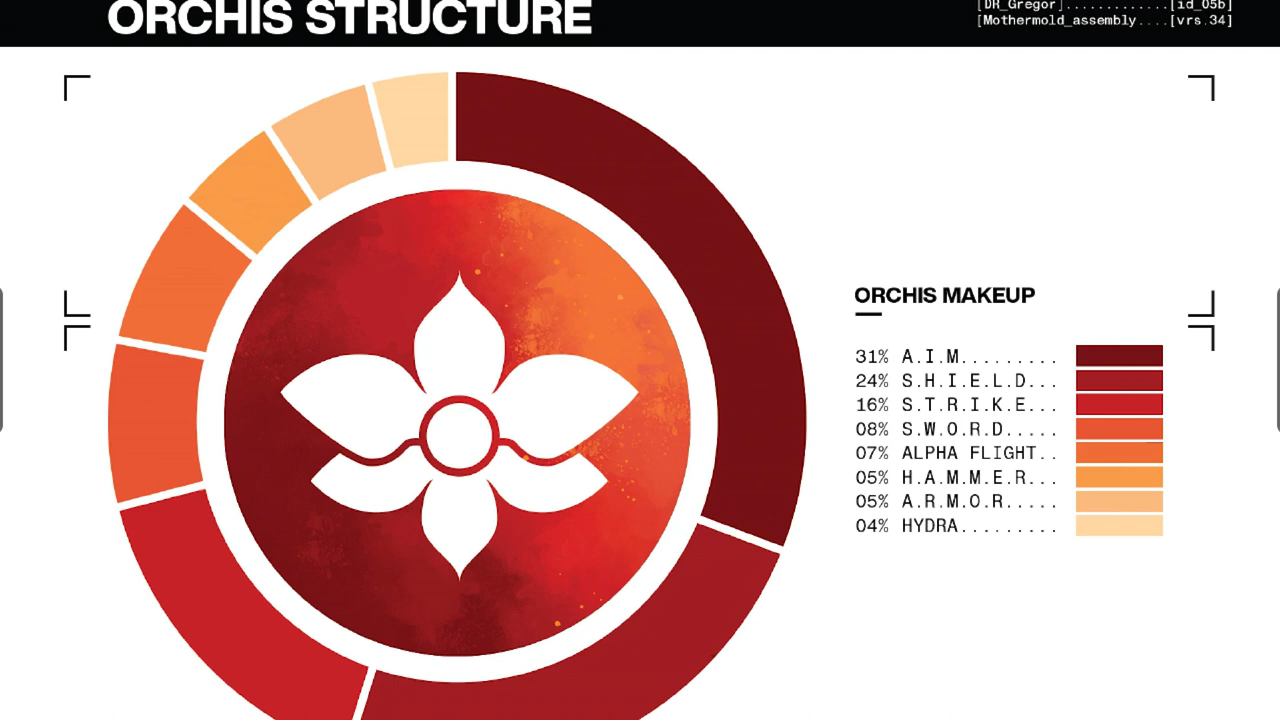 ORCHIS STRUCTURE
[DR_Gregor].............[id_05b]
[Mothermold_assembly....[vrs.34]
ORCHIS MAKEUP
31% A.I.M.........
24% S.H.I.E.L.D...
16% S.T.R.I.K.E...
08% S.W.O.R.D.....
07% ALPHA FLIGHT..
05% H.A.M.M.E.R...
05% A.R.M.O.R.....
04% HYDRA.........